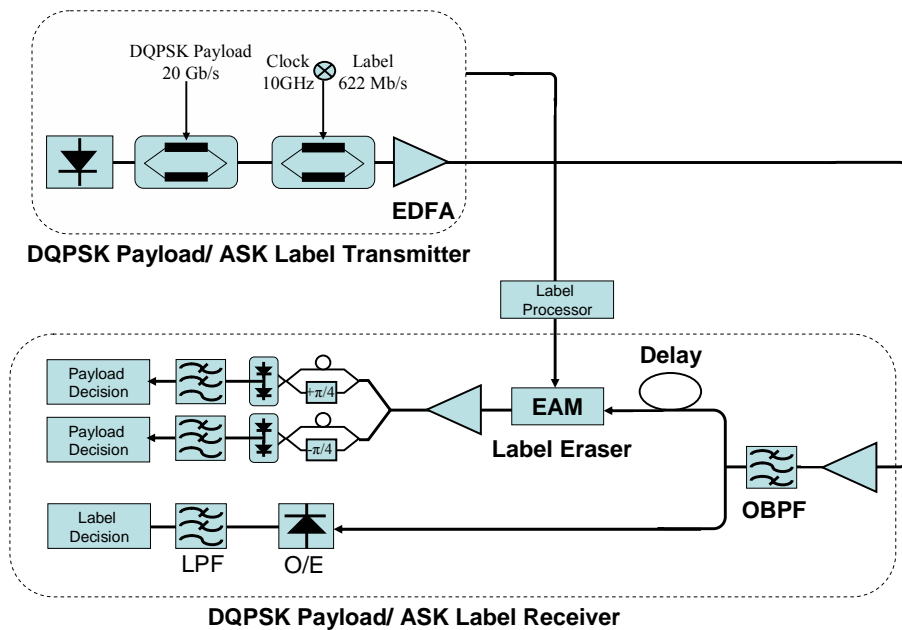 DQPSK Payload
20 Gb/s
Clock
10GHz
Label
622 Mb/s
EDFA
DQPSK Payload/ ASK Label Transmitter
Label
Processor
Delay
Payload
Decision
+π/4
EAM
Label Eraser
Payload
Decision
-π/4
OBPF
Label
Decision
LPF
O/E
DQPSK Payload/ ASK Label Receiver